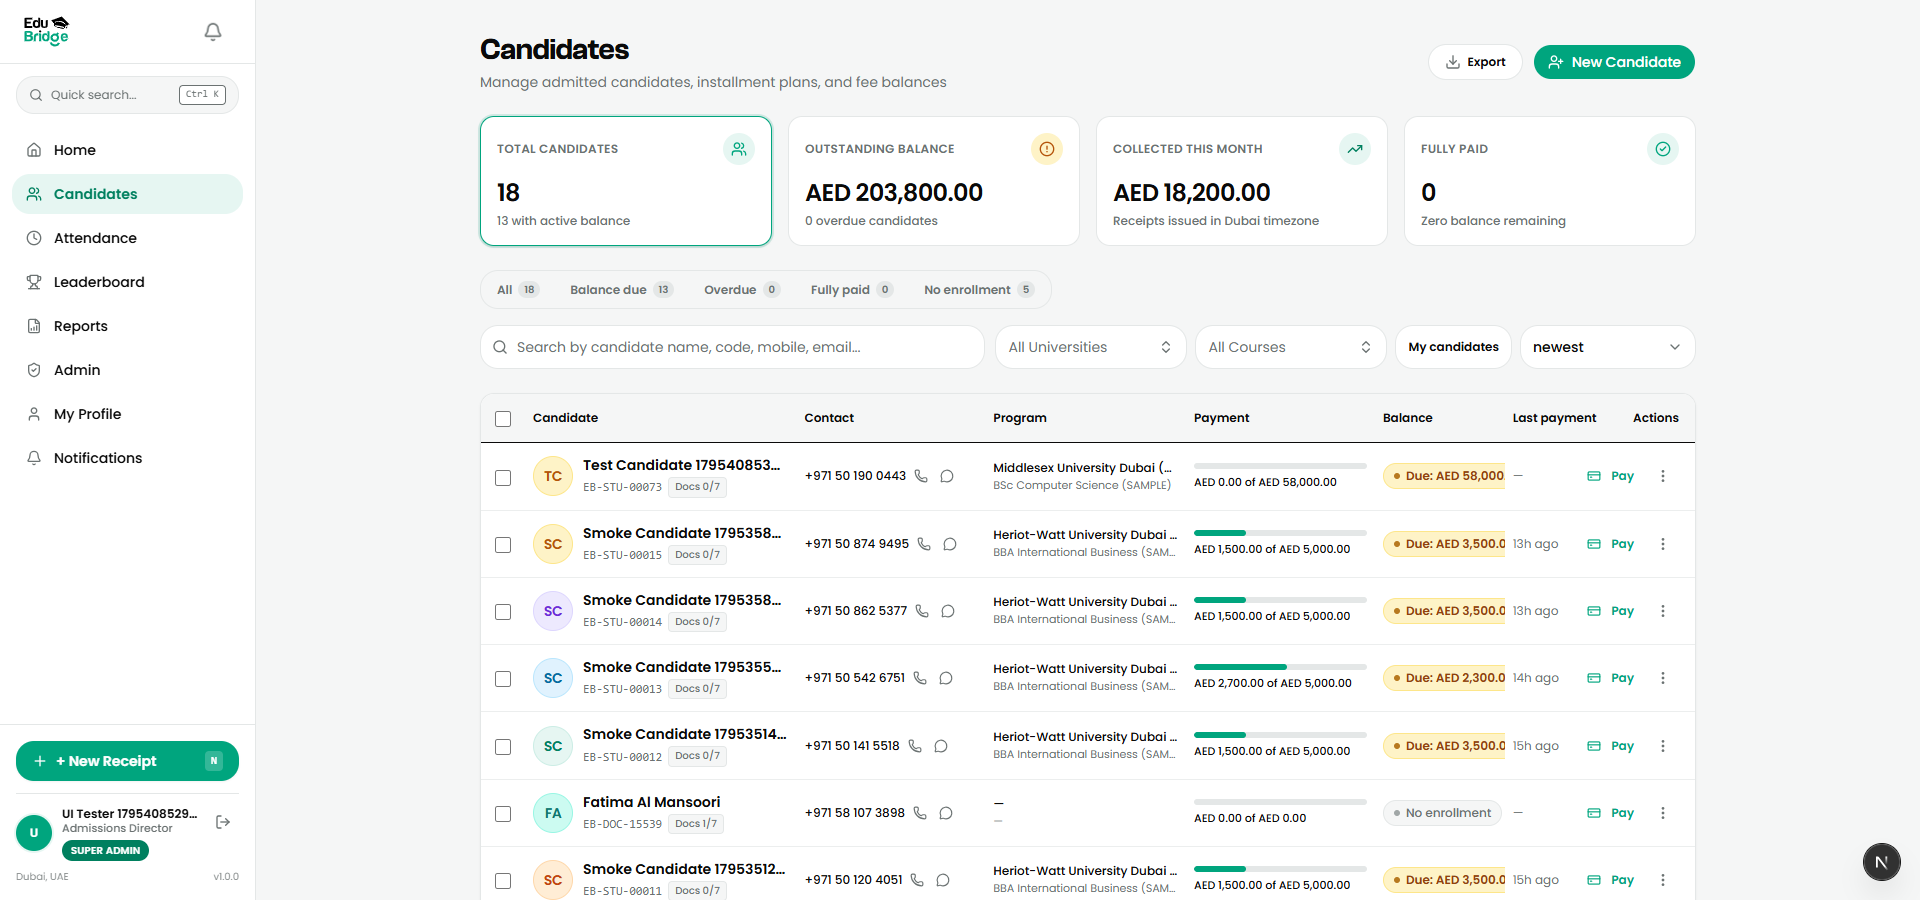 Edu
Bridge
Quick search...
Ctrl K
Home
Candidates
Attendance
Leaderboard
Reports
Admin
My Profile
Notifications
+ New Receipt
N
U
UI Tester 1795408529...
Admissions Director
SUPER ADMIN
Dubai, UAE
v1.0.0
Candidates
Manage admitted candidates, installment plans, and fee balances
Export
New Candidate
TOTAL CANDIDATES
18
13 with active balance
OUTSTANDING BALANCE
AED 203,800.00
0 overdue candidates
COLLECTED THIS MONTH
AED 18,200.00
Receipts issued in Dubai timezone
FULLY PAID
0
Zero balance remaining
All 18
Balance due 13
Overdue 0
Fully paid 0
No enrollment 5
Search by candidate name, code, mobile, email...
All Universities
All Courses
My candidates
newest
Candidate
Contact
Program
Payment
Balance
Last payment
Actions
TC
Test Candidate 179540853...
EB-STU-00073
Docs 0/7
+971 50 190 0443
Middlesex University Dubai (...
BSc Computer Science (SAMPLE)
AED 0.00 of AED 58,000.00
Due: AED 58,000.
—
Pay
SC
Smoke Candidate 1795358...
EB-STU-00015
Docs 0/7
+971 50 874 9495
Heriot-Watt University Dubai ...
BBA International Business (SAM...
AED 1,500.00 of AED 5,000.00
Due: AED 3,500.0
13h ago
Pay
SC
Smoke Candidate 1795358...
EB-STU-00014
Docs 0/7
+971 50 862 5377
Heriot-Watt University Dubai ...
BBA International Business (SAM...
AED 1,500.00 of AED 5,000.00
Due: AED 3,500.0
13h ago
Pay
SC
Smoke Candidate 1795355...
EB-STU-00013
Docs 0/7
+971 50 542 6751
Heriot-Watt University Dubai ...
BBA International Business (SAM...
AED 2,700.00 of AED 5,000.00
Due: AED 2,300.0
14h ago
Pay
SC
Smoke Candidate 17953514...
EB-STU-00012
Docs 0/7
+971 50 141 5518
Heriot-Watt University Dubai ...
BBA International Business (SAM...
AED 1,500.00 of AED 5,000.00
Due: AED 3,500.0
15h ago
Pay
FA
Fatima Al Mansoori
EB-DOC-15539
Docs 1/7
+971 58 107 3898
—
—
AED 0.00 of AED 0.00
No enrollment
—
Pay
SC
Smoke Candidate 17953512...
EB-STU-00011
Docs 0/7
+971 50 120 4051
Heriot-Watt University Dubai ...
BBA International Business (SAM...
AED 1,500.00 of AED 5,000.00
Due: AED 3,500.0
15h ago
Pay
N